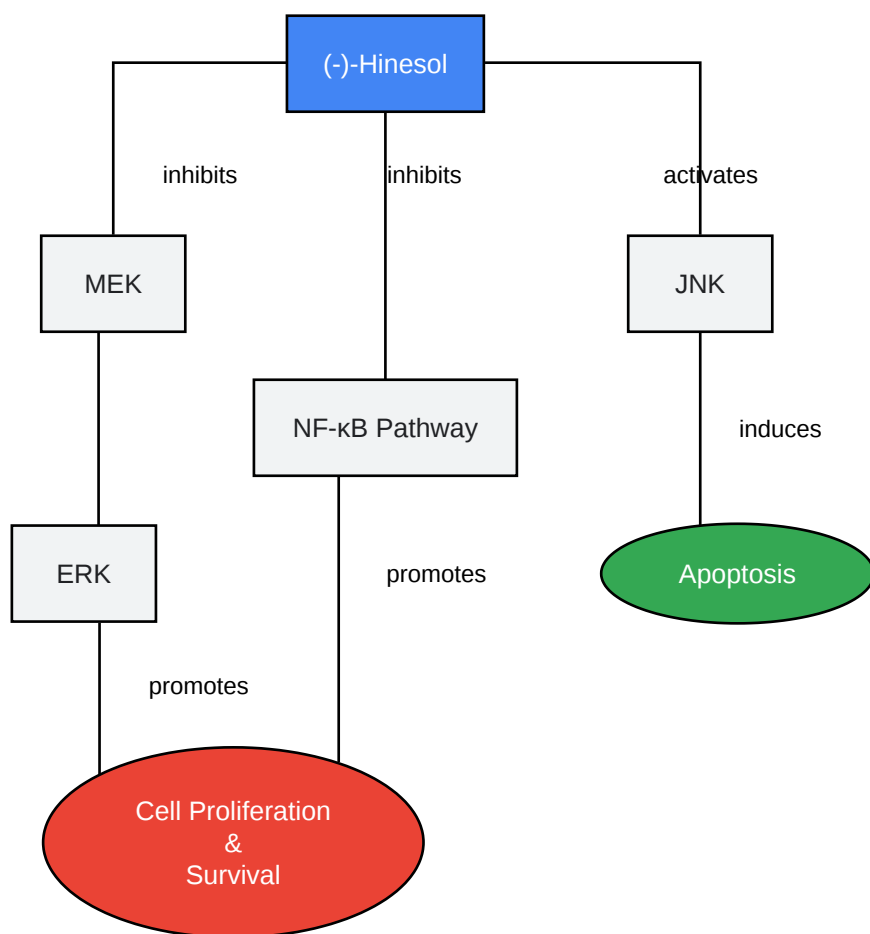 (-)-Hinesol
inhibits
inhibits
activates
MEK
JNK
NF-κB Pathway
induces
ERK
promotes
Apoptosis
promotes
Cell Proliferation
&
Survival